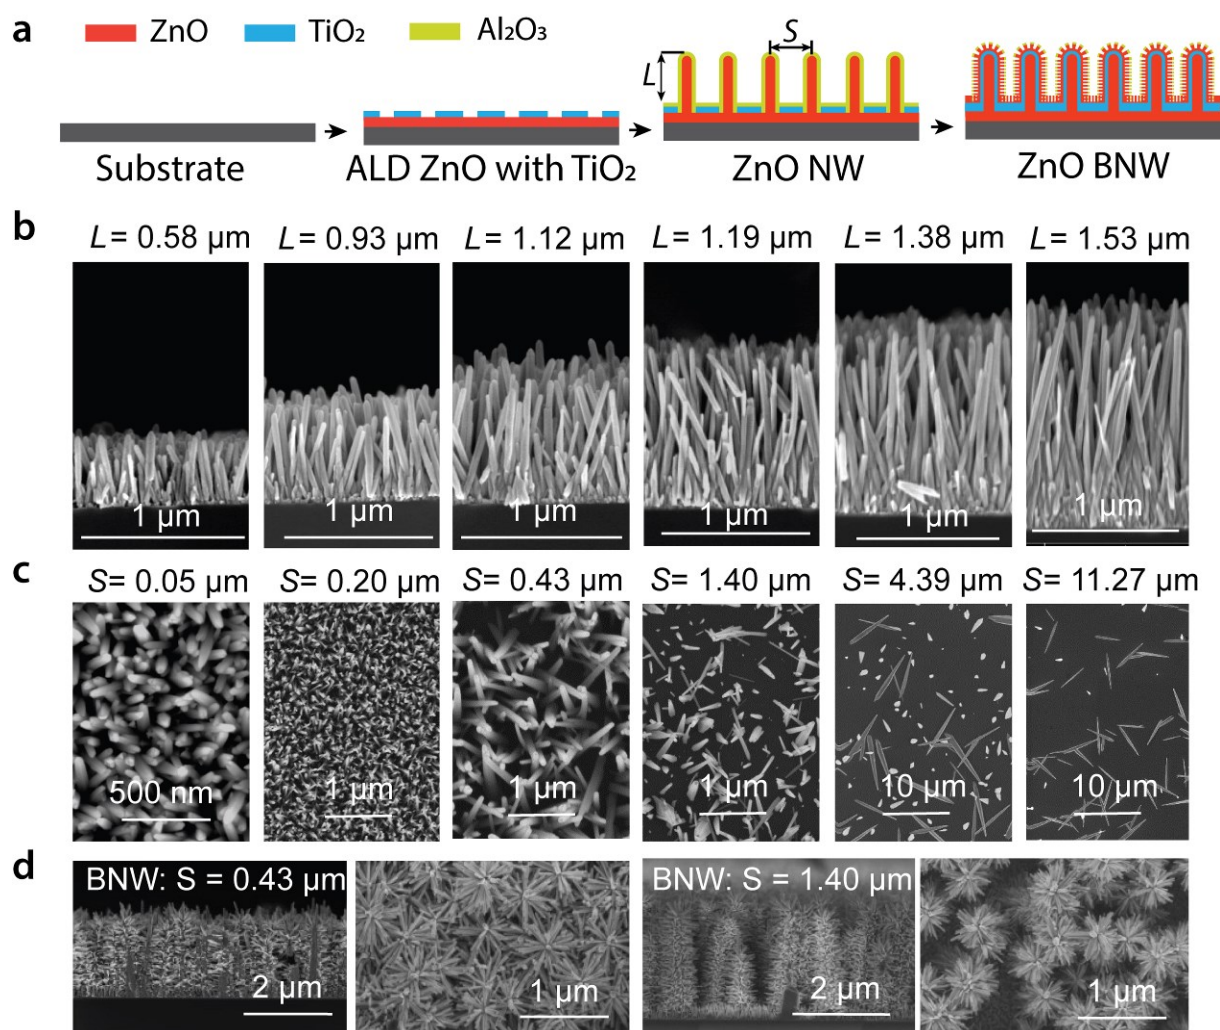 a ZnO TiO₂ Al₂O₃
S
L
Substrate
ALD ZnO with TiO₂
ZnO NW
ZnO BNW
b
L= 0.58 µm L= 0.93 µm L= 1.12 µm L= 1.19 µm L= 1.38 µm L= 1.53 µm
1 µm 1 µm 1 µm 1 µm 1 µm 1 µm
c
S= 0.05 µm S= 0.20 µm S= 0.43 µm S= 1.40 µm S= 4.39 µm S= 11.27 µm
500 nm 1 µm 1 µm 1 µm 10 µm 10 µm
d
BNW: S = 0.43 µm BNW: S = 1.40 µm
2 µm 1 µm 2 µm 1 µm